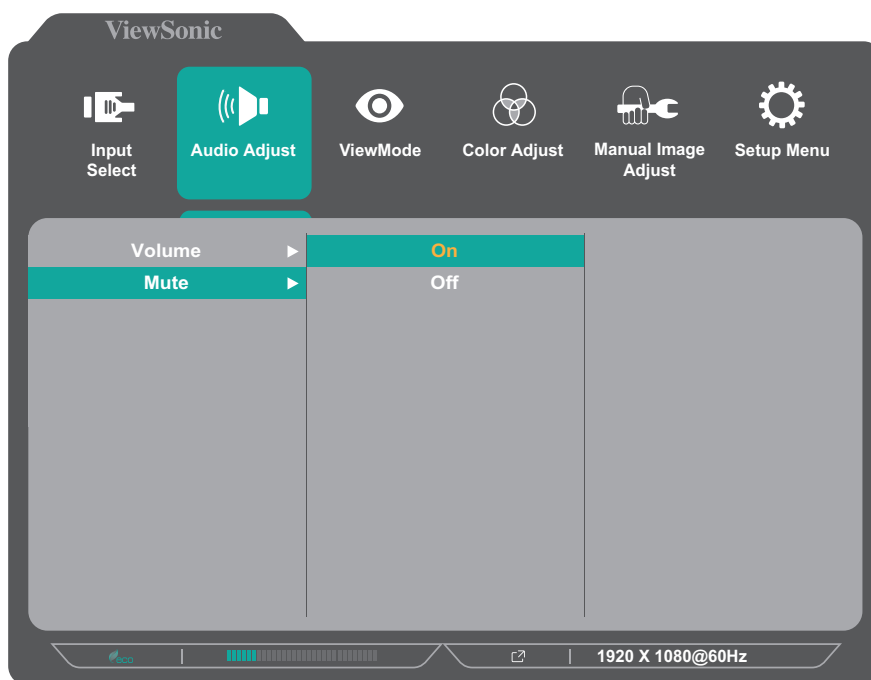 ViewSonic
Input
Select
Audio Adjust
ViewMode
Color Adjust
Manual Image
Adjust
Setup Menu
Volume
On
Mute
Off
eco
1920 X 1080@60Hz